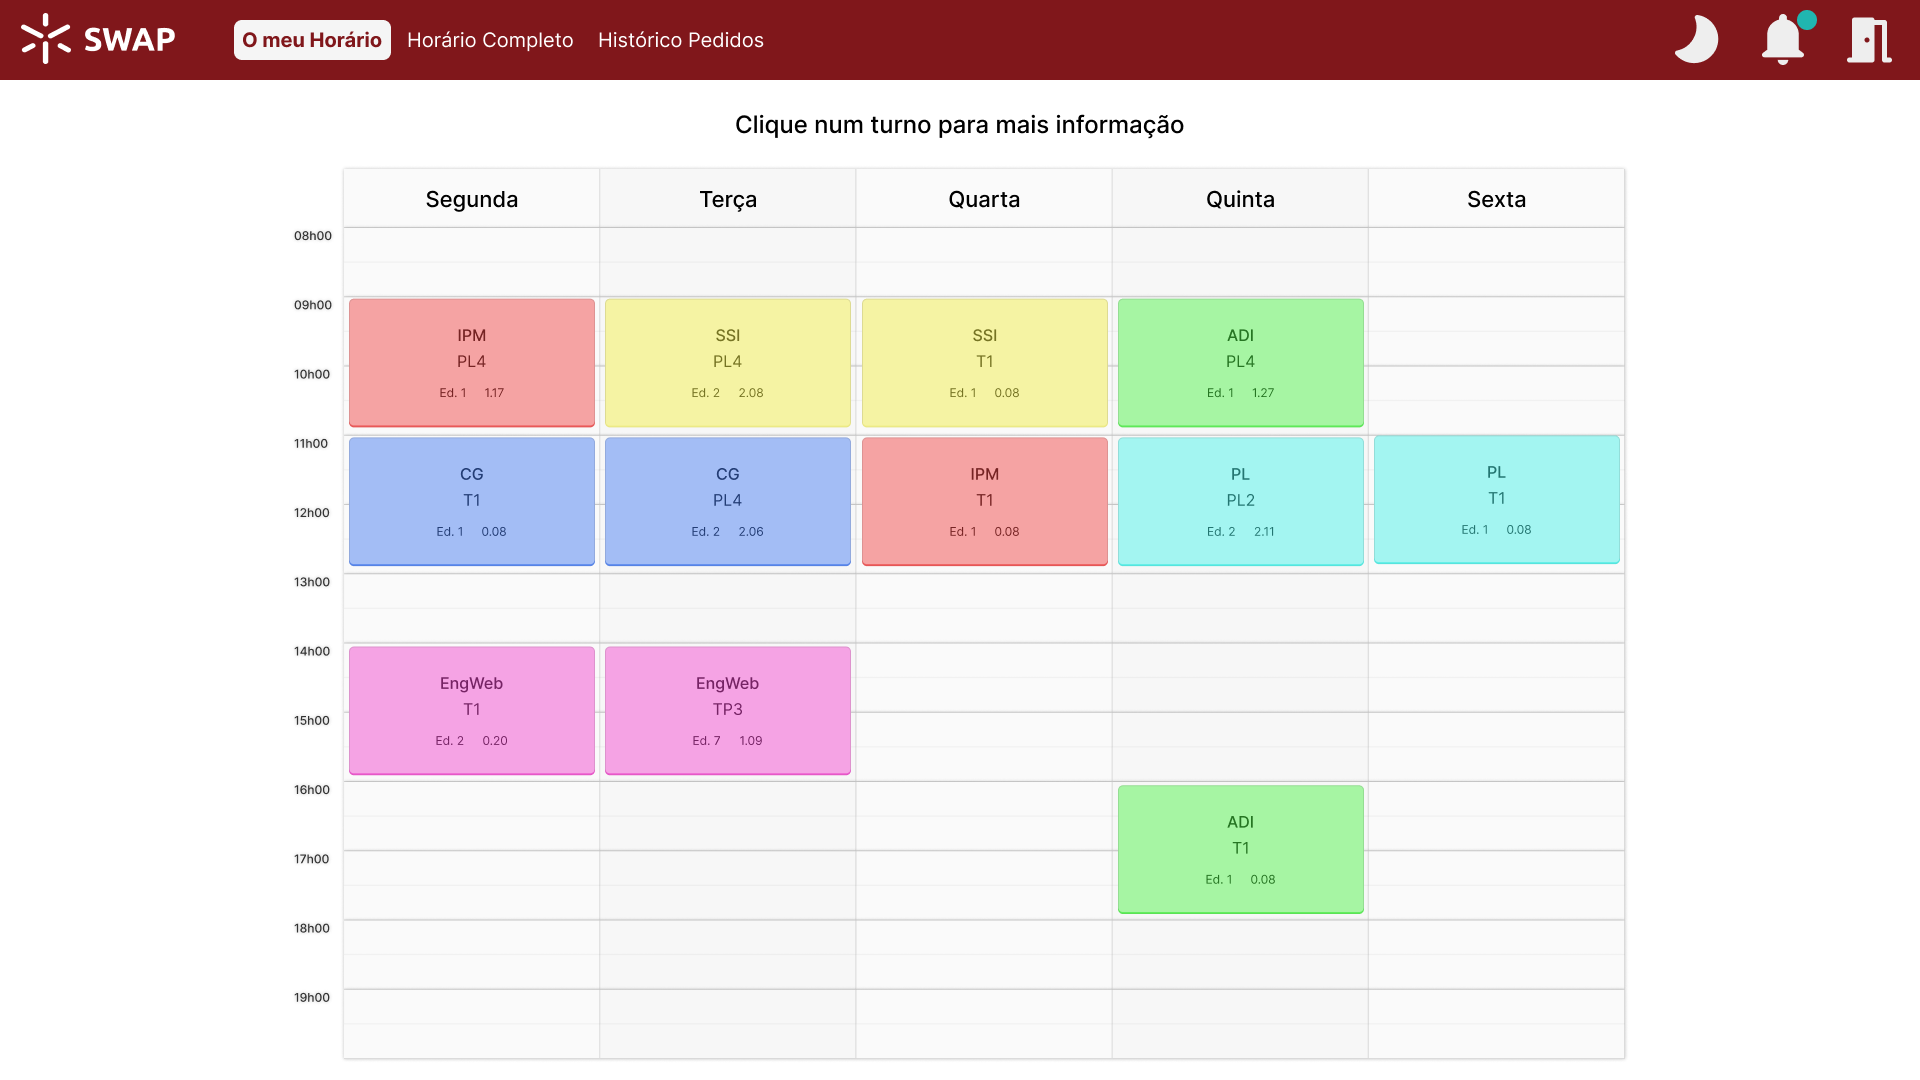 SWAP
O meu Horário Horário Completo Histórico Pedidos
Clique num turno para mais informação
Segunda Terça Quarta Quinta Sexta
08h00
09h00
IPM
PL4
Ed. 1 1.17
SSI
PL4
Ed. 2 2.08
SSI
T1
Ed. 1 0.08
ADI
PL4
Ed. 1 1.27
10h00
11h00
CG
T1
Ed. 1 0.08
CG
PL4
Ed. 2 2.06
IPM
T1
Ed. 1 0.08
PL
PL2
Ed. 2 2.11
PL
T1
Ed. 1 0.08
12h00
13h00
14h00
EngWeb
T1
Ed. 2 0.20
EngWeb
TP3
Ed. 7 1.09
15h00
16h00
ADI
T1
Ed. 1 0.08
17h00
18h00
19h00